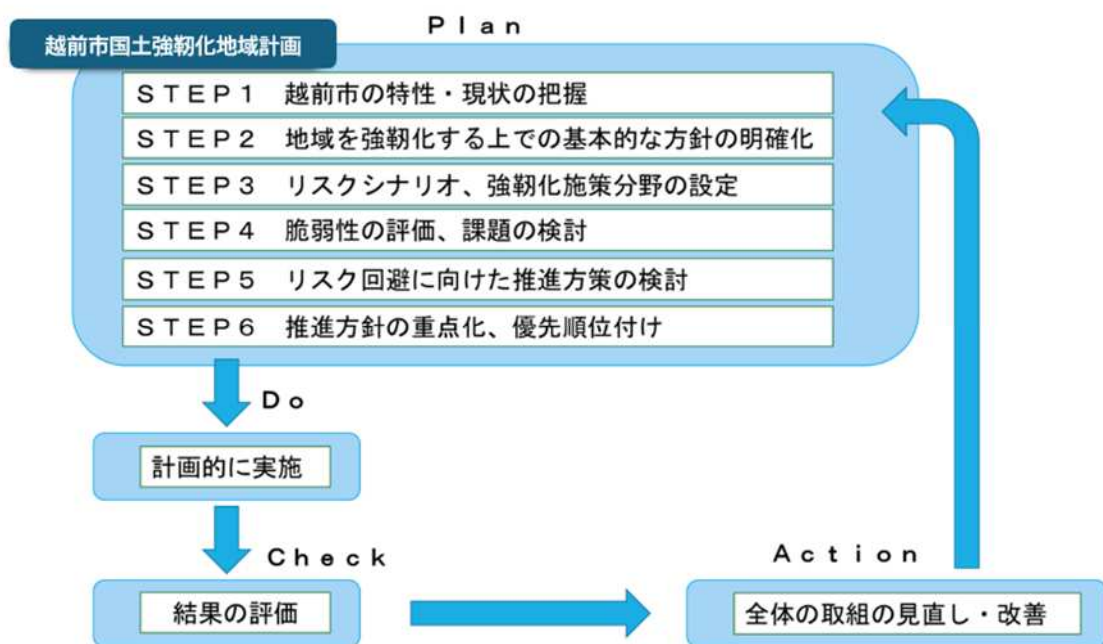 Ｐｌａｎ
越前市国土強靭化地域計画
ＳＴＥＰ１　越前市の特性・現状の把握
ＳＴＥＰ２　地域を強靭化する上での基本的な方針の明確化
ＳＴＥＰ３　リスクシナリオ、強靭化施策分野の設定
ＳＴＥＰ４　脆弱性の評価、課題の検討
ＳＴＥＰ５　リスク回避に向けた推進方策の検討
ＳＴＥＰ６　推進方針の重点化、優先順位付け
Ｄｏ
計画的に実施
Ｃｈｅｃｋ
結果の評価
Ａｃｔｉｏｎ
全体の取組の見直し・改善